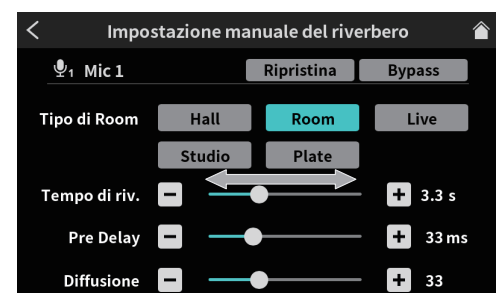 Impostazione manuale del riverbero
1 Mic 1 Ripristina Bypass
Tipo di Room Hall Room Live
Studio Plate
Tempo di riv. − + 3.3 s
Pre Delay − + 33 ms
Diffusione − + 33